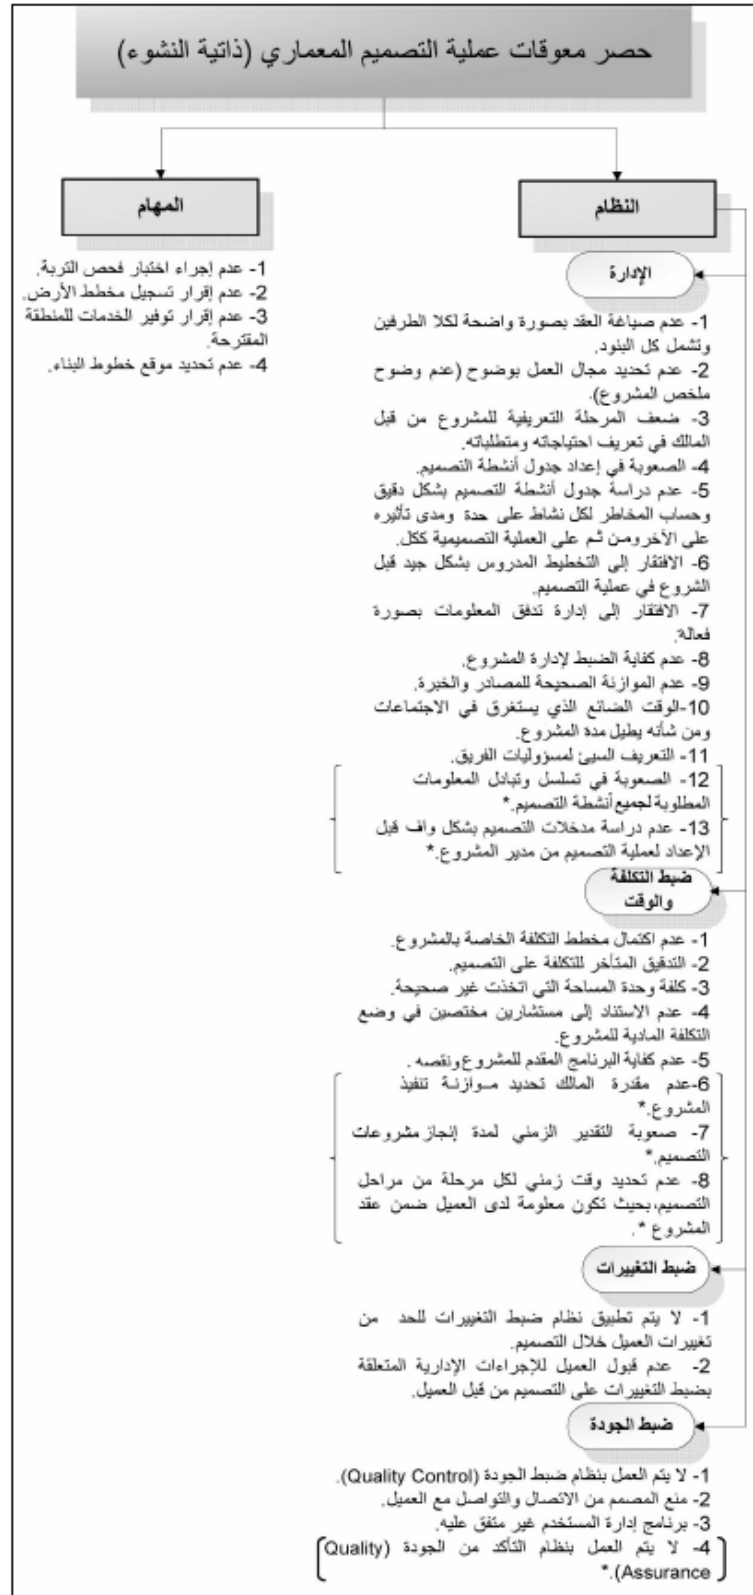 حصر معوقات عملية التصميم المعماري (ذاتية النشوء)
النظام
الإدارة
1- عدم صياغة العقد بصورة واضحة لكلا الطرفين
وتشمل كل البنود.
2- عدم تحديد مجال العمل بوضوح (عدم وضوح
ملخص المشروع).
3- ضعف المرحلة التعريفية للمشروع من قبل
المالك في تعريف احتياجاته ومتطلباته.
4- الصعوبة في إعداد جدول أنشطة التصميم.
5- عدم دراسة جدول أنشطة التصميم بشكل دقيق
وحساب المخاطر لكل نشاط على حدة ومدى تأثيره
على الآخرومن ثم على العملية التصميمية ككل.
6- الافتقار إلى التخطيط المدروس بشكل جيد قبل
الشروع في عملية التصميم.
7- الافتقار إلى إدارة تدفق المعلومات بصورة
فعالة.
8- عدم كفاية الضبط لإدارة المشروع.
9- عدم الموازنة الصحيحة للمصادر والخبرة.
10-الوقت الضائع الذي يستغرق في الاجتماعات
ومن شأنه يطيل مدة المشروع.
11- التعريف السيئ لمسؤوليات الفريق.
12- الصعوبة في تسلسل وتبادل المعلومات
المطلوبة لجميع أنشطة التصميم.*
13- عدم دراسة مدخلات التصميم بشكل واف قبل
الإعداد لعملية التصميم من مدير المشروع.*
ضبط التكلفة
والوقت
1- عدم اكتمال مخطط التكلفة الخاصة بالمشروع.
2- التدقيق المتأخر للتكلفة على التصميم.
3- كلفة وحدة المساحة التي اتخذت غير صحيحة.
4- عدم الاستناد إلى مستشارين مختصين في وضع
التكلفة المادية للمشروع.
5- عدم كفاية البرنامج المقدم للمشروع ونقصه .
6-عدم مقدرة المالك تحديد موازنة تنفيذ
المشروع.*
7- صعوبة التقدير الزمني لمدة إنجاز مشروعات
التصميم.*
8- عدم تحديد وقت زمني لكل مرحلة من مراحل
التصميم،بحيث تكون معلومة لدى العميل ضمن عقد
المشروع *.
ضبط التغييرات
1- لا يتم تطبيق نظام ضبط التغييرات للحد من
تغييرات العميل خلال التصميم.
2- عدم قبول العميل للإجراءات الإدارية المتعلقة
بضبط التغييرات على التصميم من قبل العميل.
ضبط الجودة
1- لا يتم العمل بنظام ضبط الجودة (Quality Control).
2- منع المصمم من الاتصال والتواصل مع العميل.
3- برنامج إدارة المستخدم غير متفق عليه.
4- لا يتم العمل بنظام التأكد من الجودة (Quality
Assurance).*
المهام
1- عدم إجراء اختبار فحص التربة.
2- عدم إقرار تسجيل مخطط الأرض.
3- عدم إقرار توفير الخدمات للمنطقة
المقترحة.
4- عدم تحديد موقع خطوط البناء.